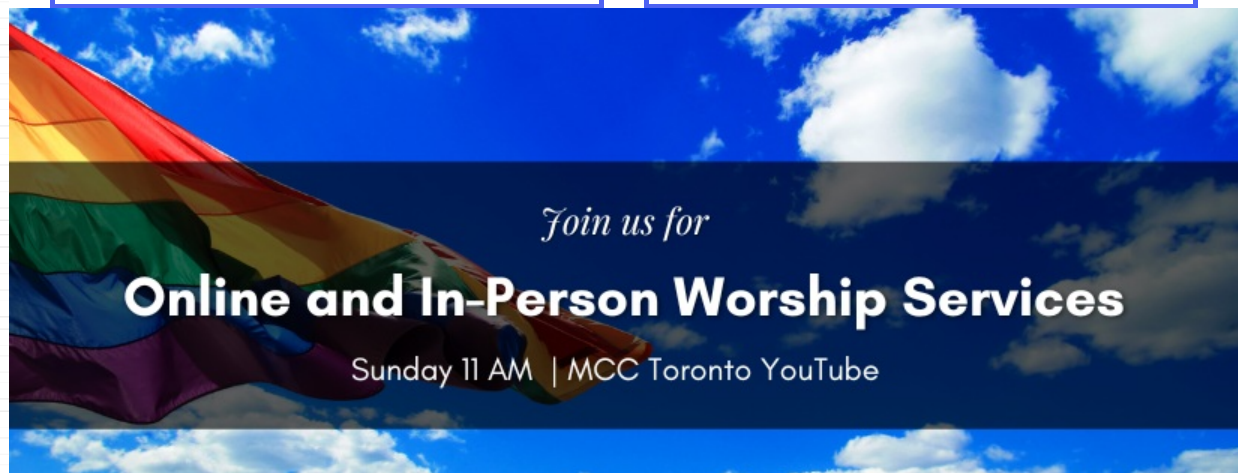 Join us for
Online and In-Person Worship Services
Sunday 11 AM | MCC Toronto YouTube